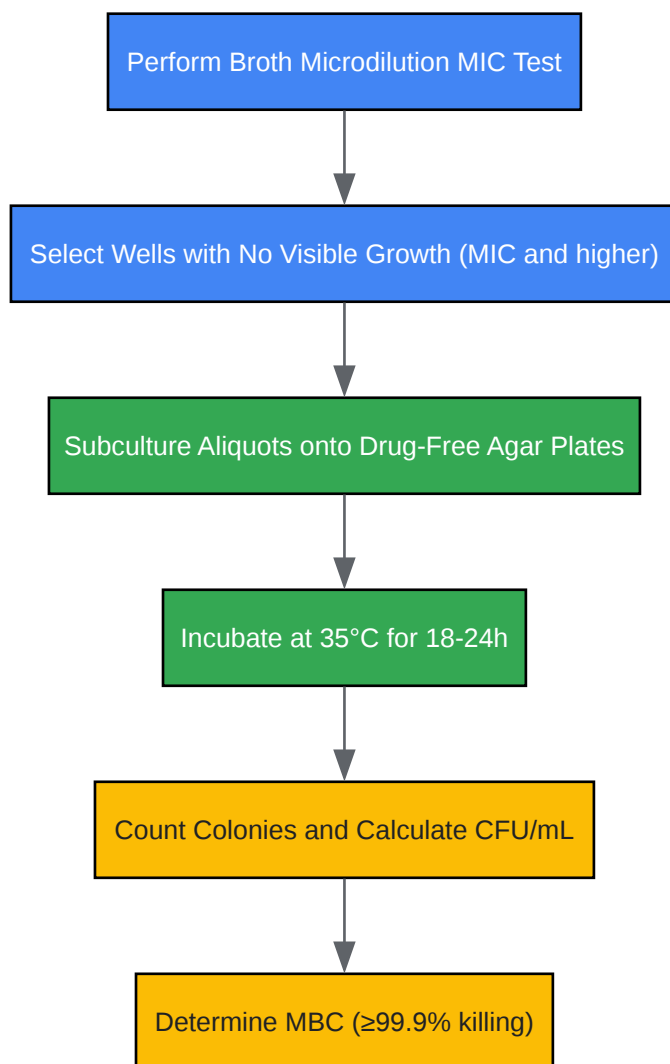 Perform Broth Microdilution MIC Test
Select Wells with No Visible Growth (MIC and higher)
Subculture Aliquots onto Drug-Free Agar Plates
Incubate at 35°C for 18-24h
Count Colonies and Calculate CFU/mL
Determine MBC (≥99.9% killing)